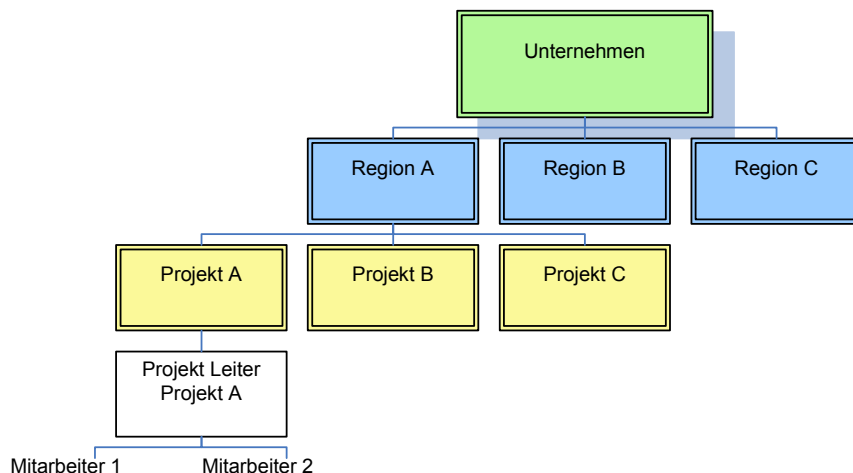 Unternehmen
Region A
Region B
Region C
Projekt A
Projekt B
Projekt C
Projekt Leiter
Projekt A
Mitarbeiter 1
Mitarbeiter 2